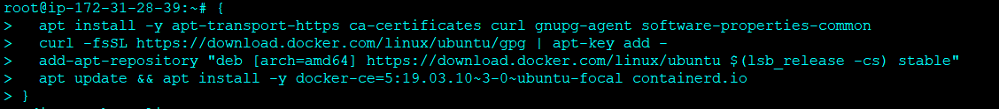 root@ip-172-31-28-39:~# {
>   apt install -y apt-transport-https ca-certificates curl gnupg-agent software-properties-common
>   curl -fsSL https://download.docker.com/linux/ubuntu/gpg | apt-key add -
>   add-apt-repository "deb [arch=amd64] https://download.docker.com/linux/ubuntu $(lsb_release -cs) stable"
>   apt update && apt install -y docker-ce=5:19.03.10~3-0~ubuntu-focal containerd.io
> }